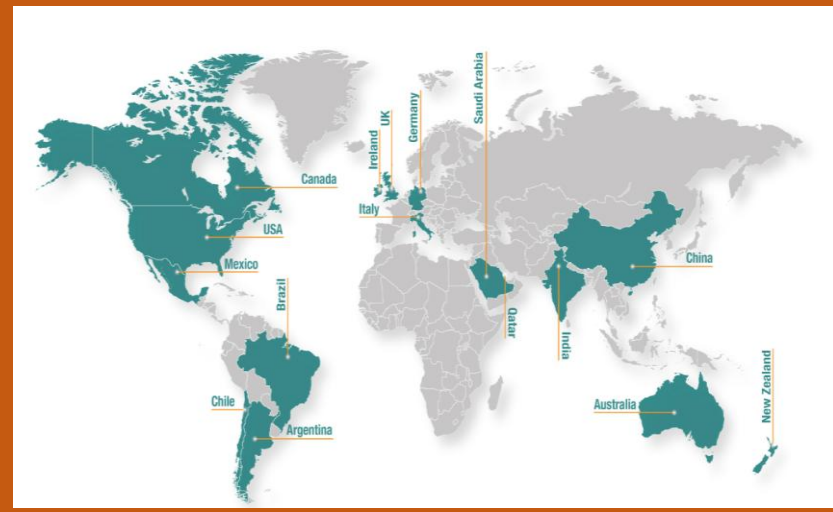 Saudi Arabia
Germany
UK
Ireland
Canada
Italy
USA
Mexico
China
Brazil
Qatar
India
New Zealand
Chile
Australia
Argentina